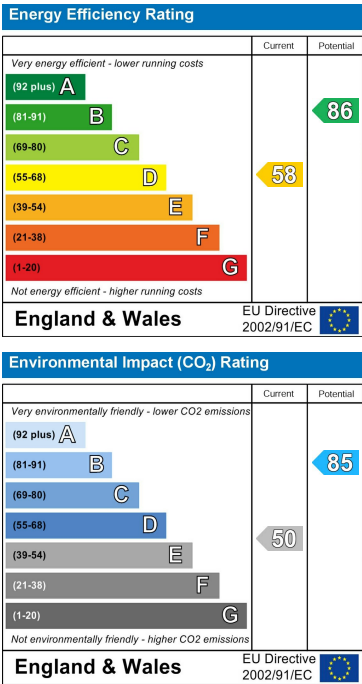 Energy Efficiency Rating
Current Potential
Very energy efficient - lower running costs
(92 plus) A
(81-91) B
86
(69-80) C
(55-68) D
58
(39-54) E
(21-38) F
(1-20) G
Not energy efficient - higher running costs
England & Wales
EU Directive
2002/91/EC
Environmental Impact (CO₂) Rating
Current Potential
Very environmentally friendly - lower CO2 emissions
(92 plus) A
(81-91) B
85
(69-80) C
(55-68) D
(39-54) E
50
(21-38) F
(1-20) G
Not environmentally friendly - higher CO2 emissions
England & Wales
EU Directive
2002/91/EC